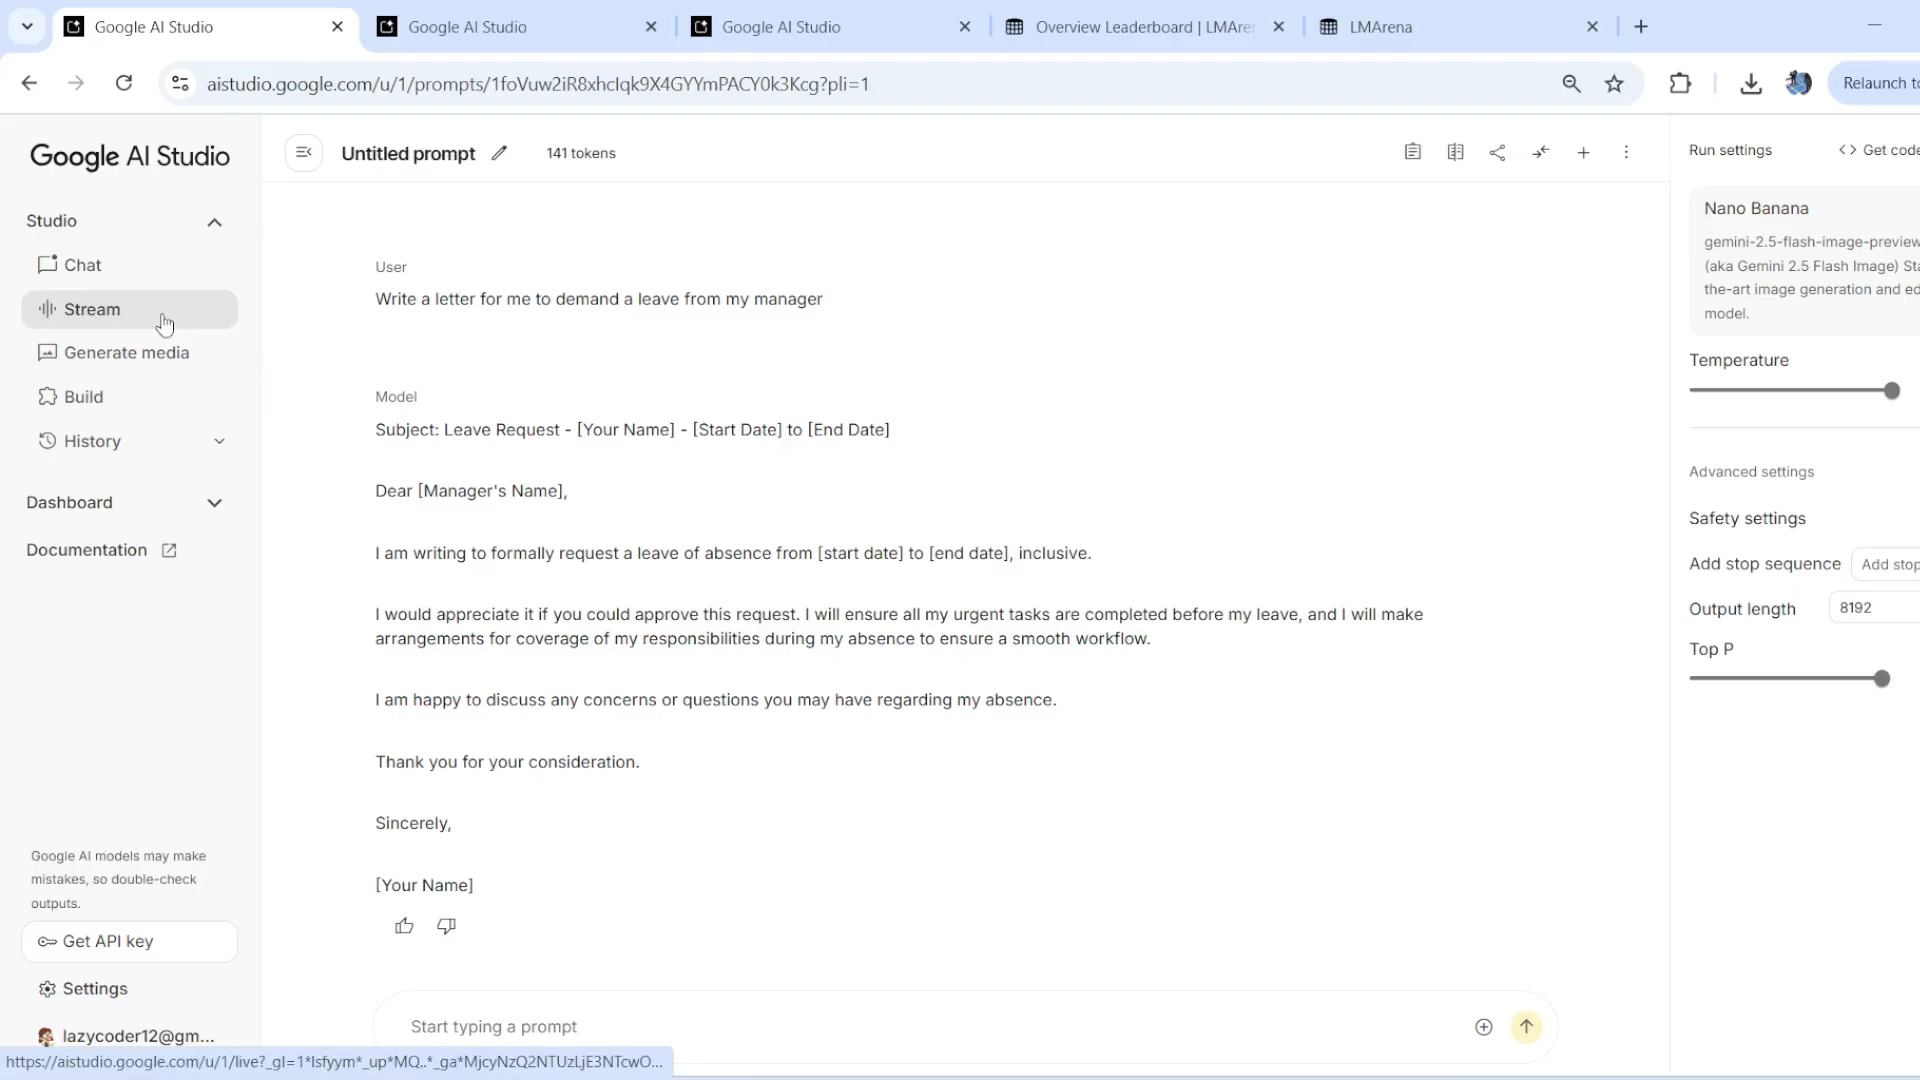 Google AI Studio
Google AI Studio
Google AI Studio
Overview Leaderboard | LMAre
LMArena
aistudio.google.com/u/1/prompts/1foVuw2iR8xhcIqk9X4GYYmPACY0k3Kcg?pli=1
Relaunch to
Google AI Studio
Untitled prompt
141 tokens
Run settings
<> Get code
Studio
Chat
Stream
Generate media
Build
History
Dashboard
Documentation
User
Write a letter for me to demand a leave from my manager
Model
Subject: Leave Request - [Your Name] - [Start Date] to [End Date]
Dear [Manager's Name],
I am writing to formally request a leave of absence from [start date] to [end date], inclusive.
I would appreciate it if you could approve this request. I will ensure all my urgent tasks are completed before my leave, and I will make
arrangements for coverage of my responsibilities during my absence to ensure a smooth workflow.
I am happy to discuss any concerns or questions you may have regarding my absence.
Thank you for your consideration.
Sincerely,
[Your Name]
Start typing a prompt
Nano Banana
gemini-2.5-flash-image-preview
(aka Gemini 2.5 Flash Image) Sta
the-art image generation and ed
model.
Temperature
Advanced settings
Safety settings
Add stop sequence
Add stop
Output length
8192
Top P
Google AI models may make
mistakes, so double-check
outputs.
Get API key
Settings
lazycoder12@gm...
https://aistudio.google.com/u/1/live?_gl=1*lsfyym*_up*MQ..*_ga*MjcyNzQ2NTUzLjE3NTcwO...